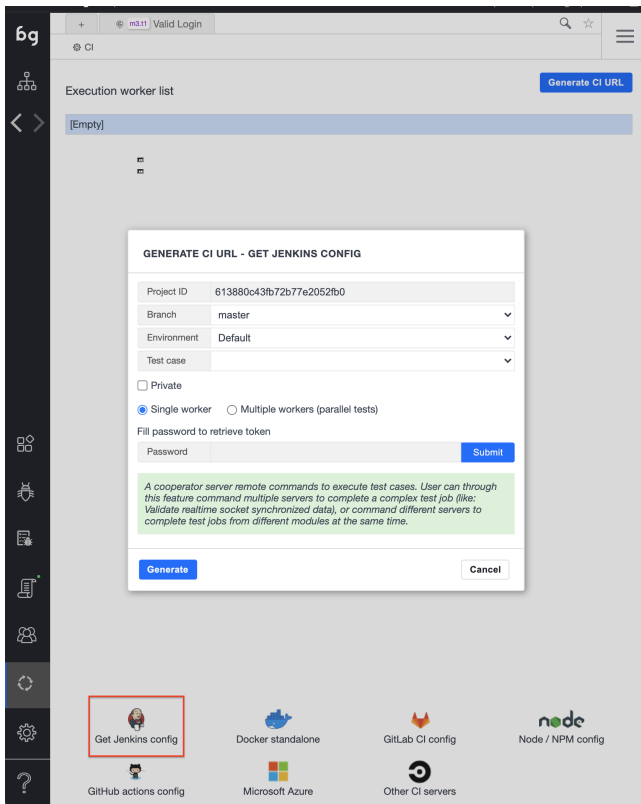 бg
+
m3.t1 Valid Login
CI
Execution worker list
Generate CI URL
[Empty]
GENERATE CI URL - GET JENKINS CONFIG
Project ID 613880c43fb72b77e2052fb0
Branch master
Environment Default
Test case
Private
Single worker Multiple workers (parallel tests)
Fill password to retrieve token
Password Submit
A cooperator server remote commands to execute test cases. User can through
this feature command multiple servers to complete a complex test job (like:
Validate realtime socket synchronized data), or command different servers to
complete test jobs from different modules at the same time.
Generate Cancel
Get Jenkins config
Docker standalone
GitLab CI config
node
Node / NPM config
GitHub actions config
Microsoft Azure
Other CI servers
?